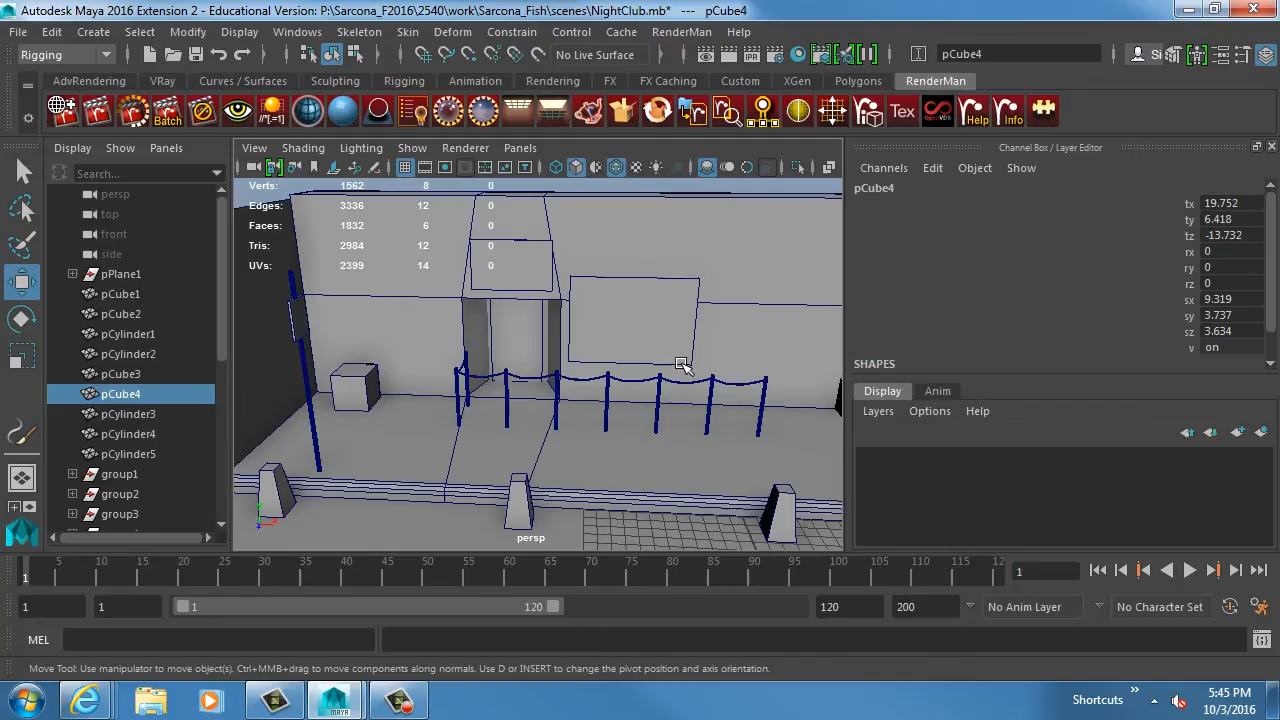 Autodesk Maya 2016 Extension 2 - Educational Version: P:\Sarcona_F2016\2540\work\Sarcona_Fish\scenes\NightClub.mb* --- pCube4
File Edit Create Select Modify Display Windows Skeleton Skin Deform Constrain Control Cache RenderMan Help
Rigging No Live Surface IPR pCube4 Si
AdvRendering VRay Curves / Surfaces Sculpting Rigging Animation Rendering FX FX Caching Custom XGen Polygons RenderMan
Batch //*[..=1] Tex OpenVDB Help Info
Display Show Panels View Shading Lighting Show Renderer Panels Channel Box / Layer Editor
Search... Channels Edit Object Show
pCube4
persp
top
front
side
pPlane1
pCube1
pCube2
pCylinder1
pCylinder2
pCube3
pCube4
pCylinder3
pCylinder4
pCylinder5
group1
group2
group3
Verts: 1562 8 0
Edges: 3336 12 0
Faces: 1832 6 0
Tris: 2984 12 0
UVs: 2399 14 0
persp
tx 19.752
ty 6.418
tz -13.732
rx 0
ry 0
rz 0
sx 9.319
sy 3.737
sz 3.634
v on
SHAPES
Display Anim
Layers Options Help
1 5 10 15 20 25 30 35 40 45 50 55 60 65 70 75 80 85 90 95 100 105 110 115 12 1
1 1 1 120 120 200 No Anim Layer No Character Set
MEL
Move Tool: Use manipulator to move object(s). Ctrl+MMB+drag to move components along normals. Use D or INSERT to change the pivot position and axis orientation.
MAYA Shortcuts 5:45 PM
10/3/2016